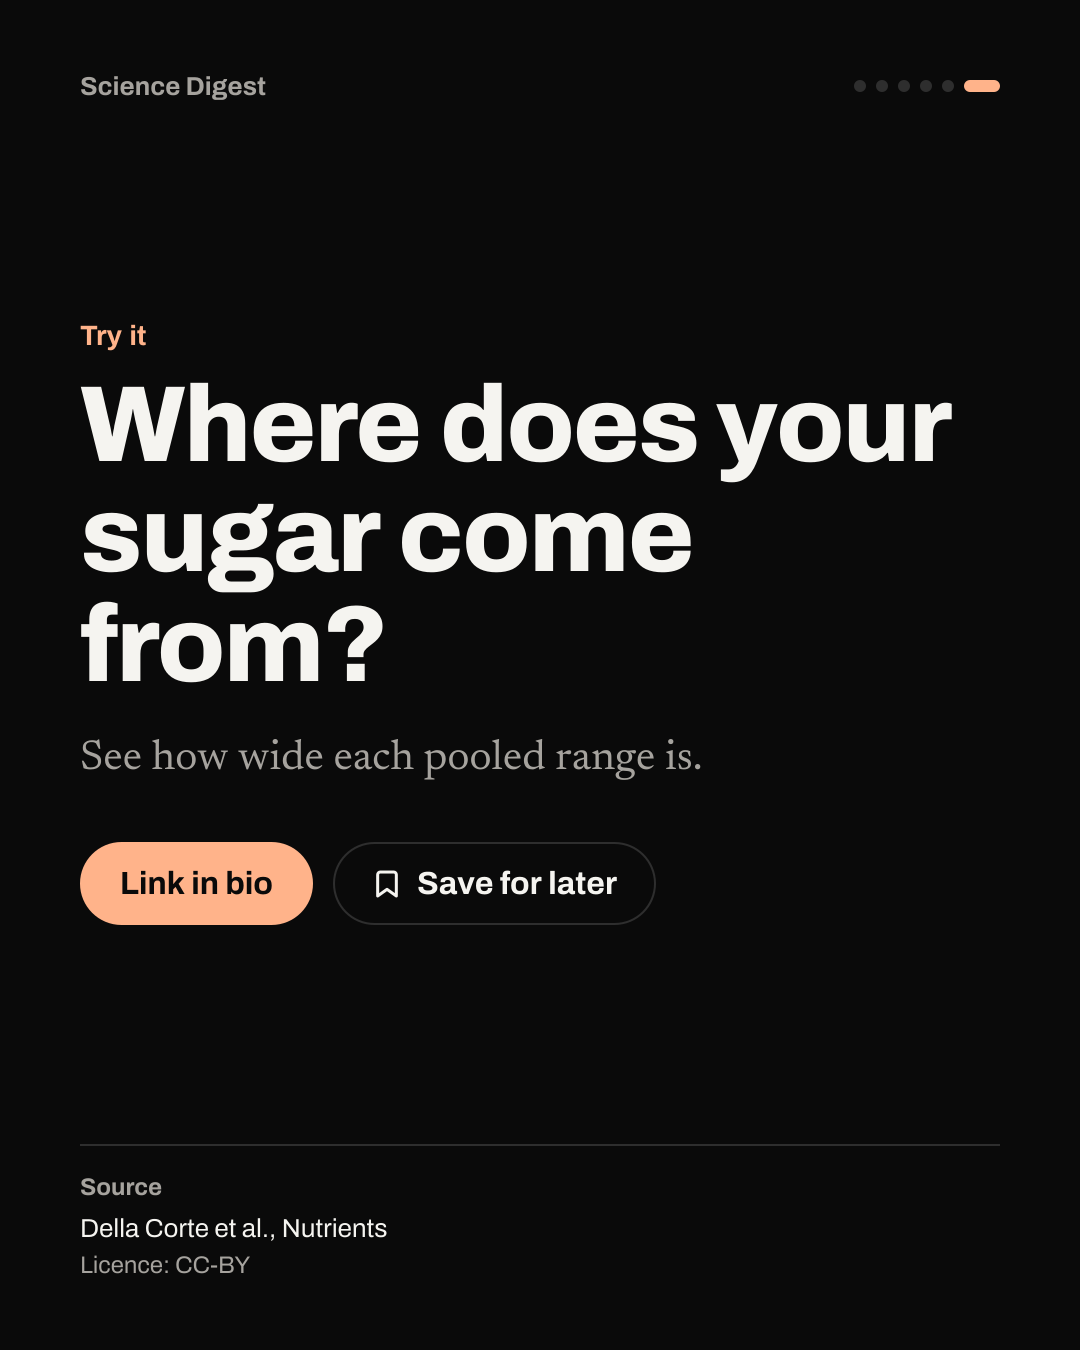 Science Digest
Try it
Where does your
sugar come
from?
See how wide each pooled range is.
Link in bio
Save for later
Source
Della Corte et al., Nutrients
Licence: CC-BY